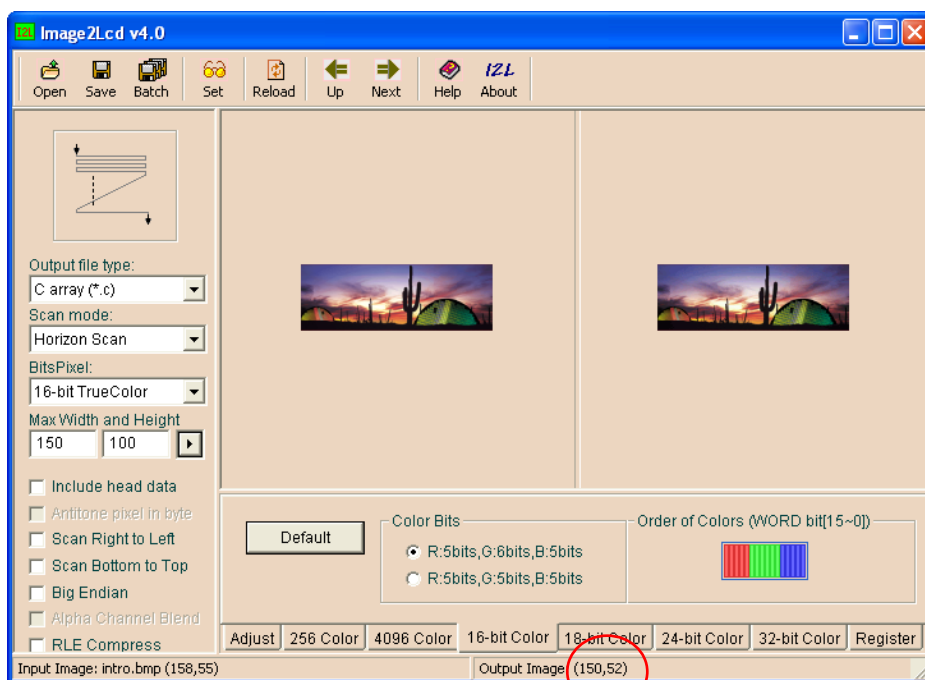 Image2Lcd v4.0
Open Save Batch Set Reload Up Next Help About
Output file type:
C array (*.c)
Scan mode:
Horizon Scan
BitsPixel:
16-bit TrueColor
Max Width and Height
150 100
Include head data
Antitone pixel in byte
Scan Right to Left
Scan Bottom to Top
Big Endian
Alpha Channel Blend
RLE Compress
Default
Color Bits
R:5bits,G:6bits,B:5bits
R:5bits,G:5bits,B:5bits
Order of Colors (WORD bit[15~0])
Adjust 256 Color 4096 Color 16-bit Color 18-bit Color 24-bit Color 32-bit Color Register
Input Image: intro.bmp (158,55)
Output Image (150,52)